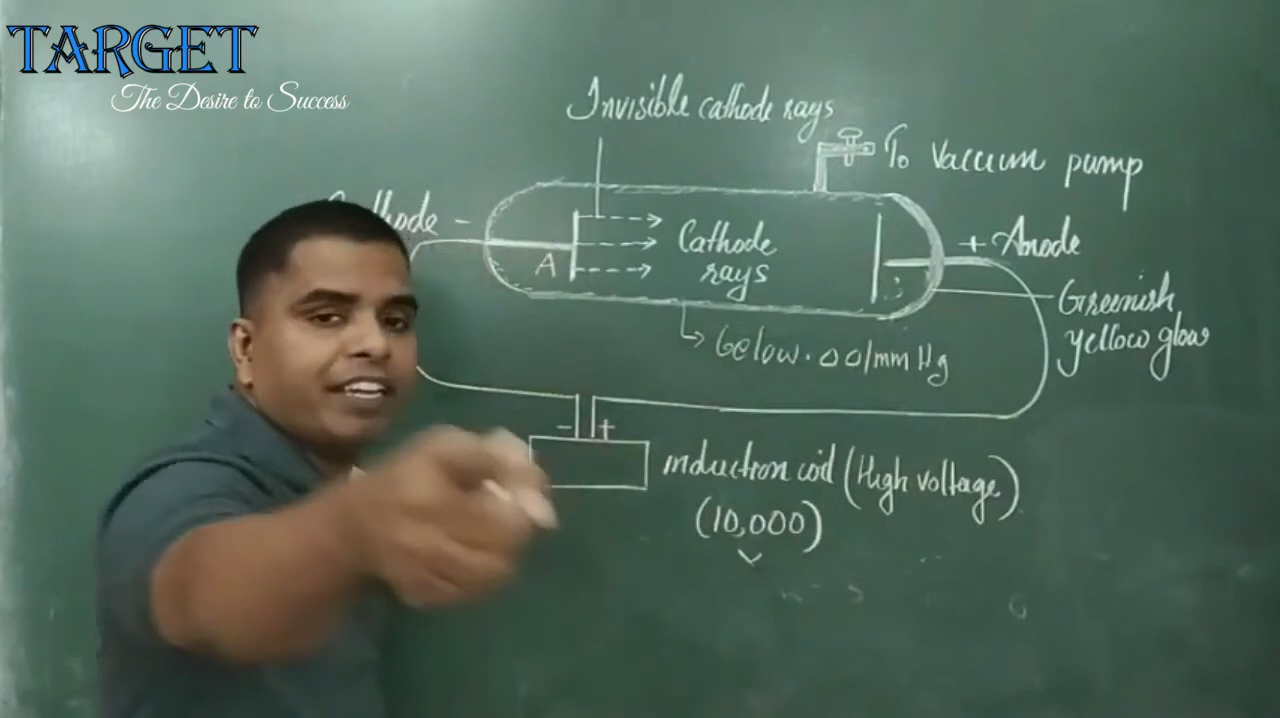 TARGET
The Desire to Success
Invisible cathode rays
To Vacuum pump
Cathode -
Cathode
rays
A
+ Anode
Greenish
yellow glow
Below .001mm Hg
- +
induction coil (High voltage)
(10,000)